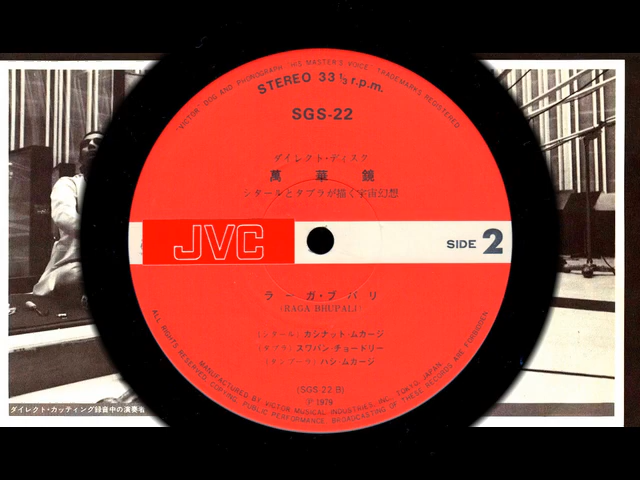 "VICTOR" DOG AND PHONOGRAPH "HIS MASTER'S VOICE" TRADEMARKS REGISTERED
STEREO 33 1/3 r.p.m.
SGS-22
ダイレクト・ディスク
萬華鏡
シタールとタブラが描く宇宙幻想
JVC
SIDE 2
ラーガ・ブパリ
(RAGA BHUPALI)
(シタール) カシナット・ムカージ
(タブラ) スワパン・チョードリー
(タンブーラ) ハシ・ムカージ
(SGS-22 B)
Ⓟ 1979
MANUFACTURED BY VICTOR MUSICAL INDUSTRIES, INC. TOKYO, JAPAN
ALL RIGHTS RESERVED. COPYING, PUBLIC PERFORMANCE, BROADCASTING OF THESE RECORDS ARE FORBIDDEN
ダイレクト・カッティング録音中の演奏者